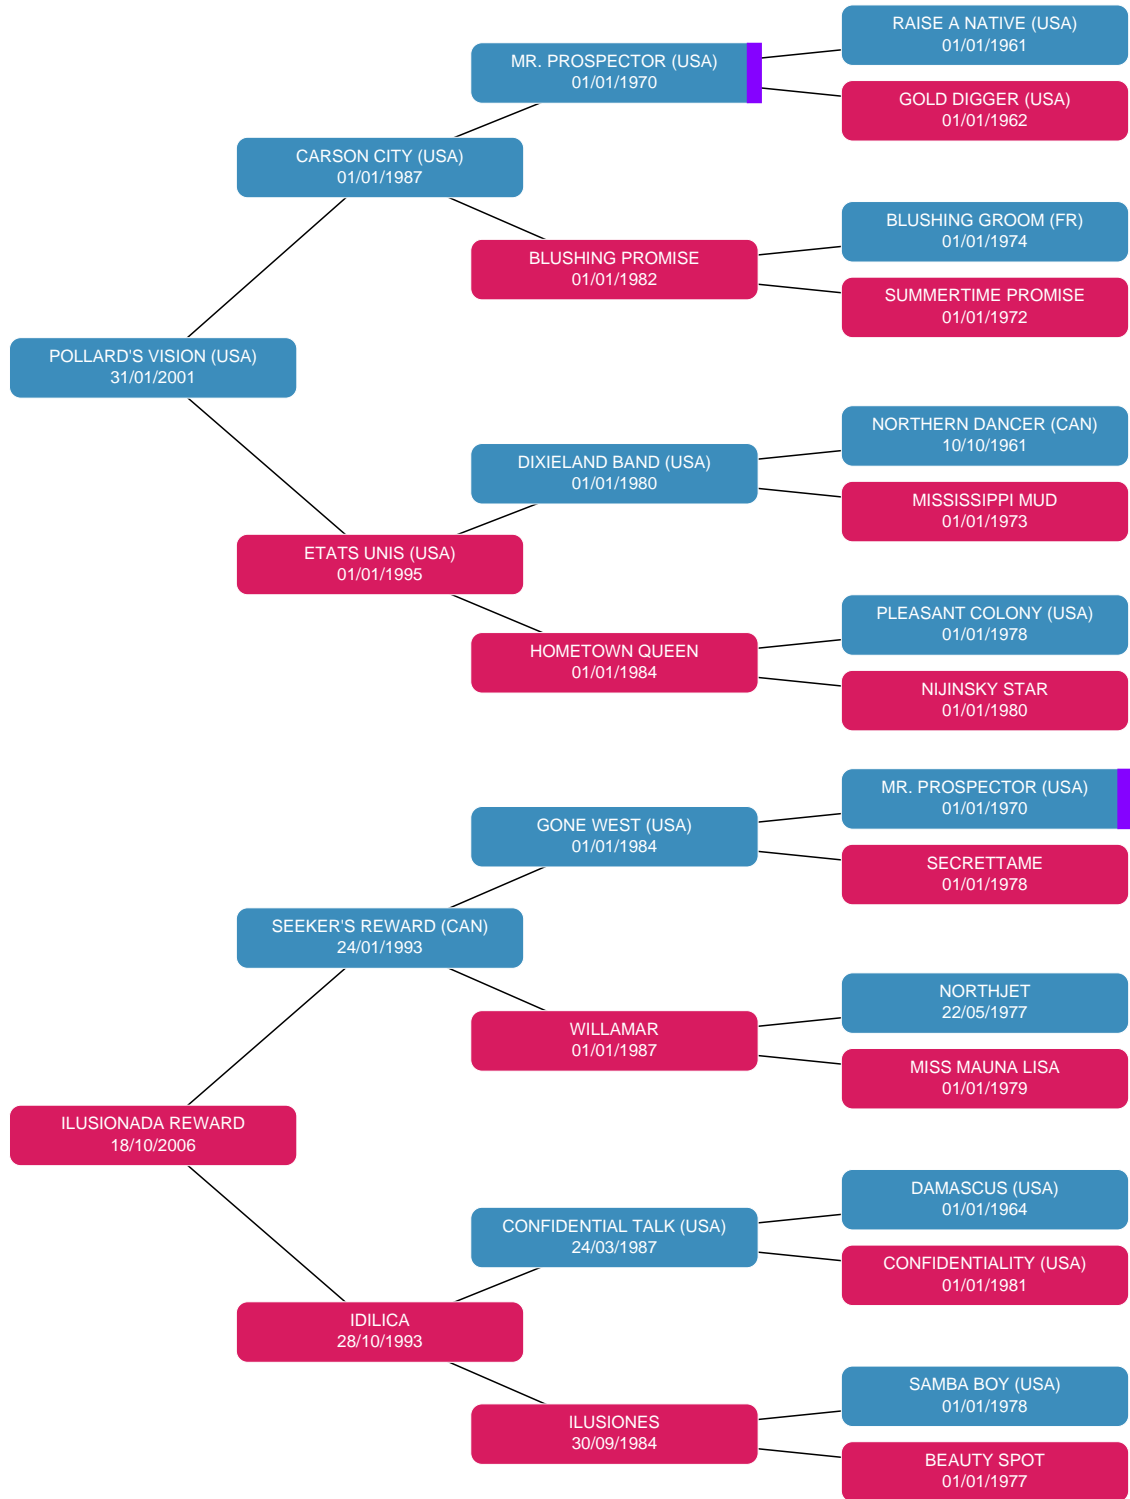 RAISE A NATIVE (USA)
01/01/1961
MR. PROSPECTOR (USA)
01/01/1970
GOLD DIGGER (USA)
01/01/1962
CARSON CITY (USA)
01/01/1987
BLUSHING GROOM (FR)
01/01/1974
BLUSHING PROMISE
01/01/1982
SUMMERTIME PROMISE
01/01/1972
POLLARD'S VISION (USA)
31/01/2001
NORTHERN DANCER (CAN)
10/10/1961
DIXIELAND BAND (USA)
01/01/1980
MISSISSIPPI MUD
01/01/1973
ETATS UNIS (USA)
01/01/1995
PLEASANT COLONY (USA)
01/01/1978
HOMETOWN QUEEN
01/01/1984
NIJINSKY STAR
01/01/1980
MR. PROSPECTOR (USA)
01/01/1970
GONE WEST (USA)
01/01/1984
SECRETTAME
01/01/1978
SEEKER'S REWARD (CAN)
24/01/1993
NORTHJET
22/05/1977
WILLAMAR
01/01/1987
MISS MAUNA LISA
01/01/1979
ILUSIONADA REWARD
18/10/2006
DAMASCUS (USA)
01/01/1964
CONFIDENTIAL TALK (USA)
24/03/1987
CONFIDENTIALITY (USA)
01/01/1981
IDILICA
28/10/1993
SAMBA BOY (USA)
01/01/1978
ILUSIONES
30/09/1984
BEAUTY SPOT
01/01/1977